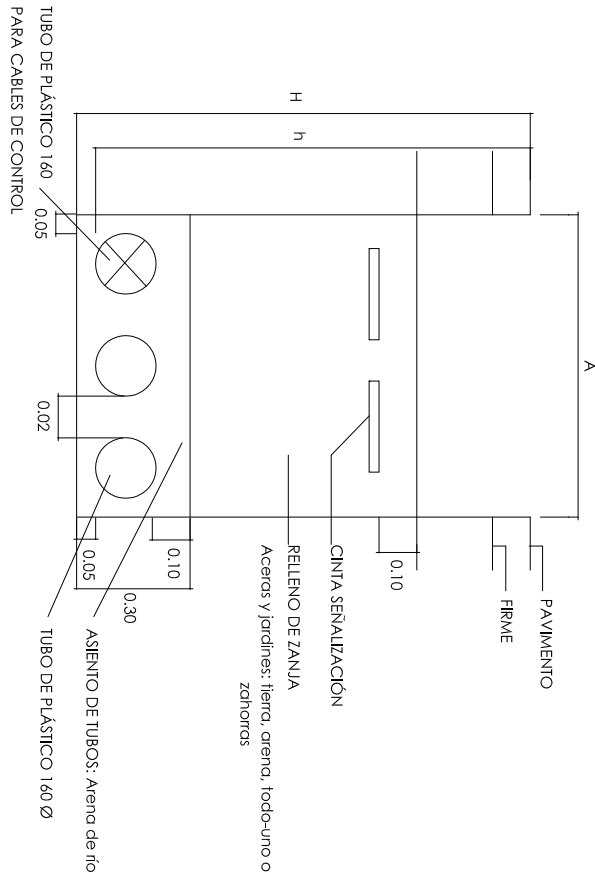 A
PAVIMENTO
FIRME
H
h
0.10
CINTA SEÑALIZACIÓN
RELLENO DE ZANJA
Aceras y jardines: tierra, arena, todo-uno o
zahorras
0.10
0.30
0.05
0.05
0.02
TUBO DE PLÁSTICO 160
PARA CABLES DE CONTROL
ASIENTO DE TUBOS: Arena de río
TUBO DE PLÁSTICO 160 Ø